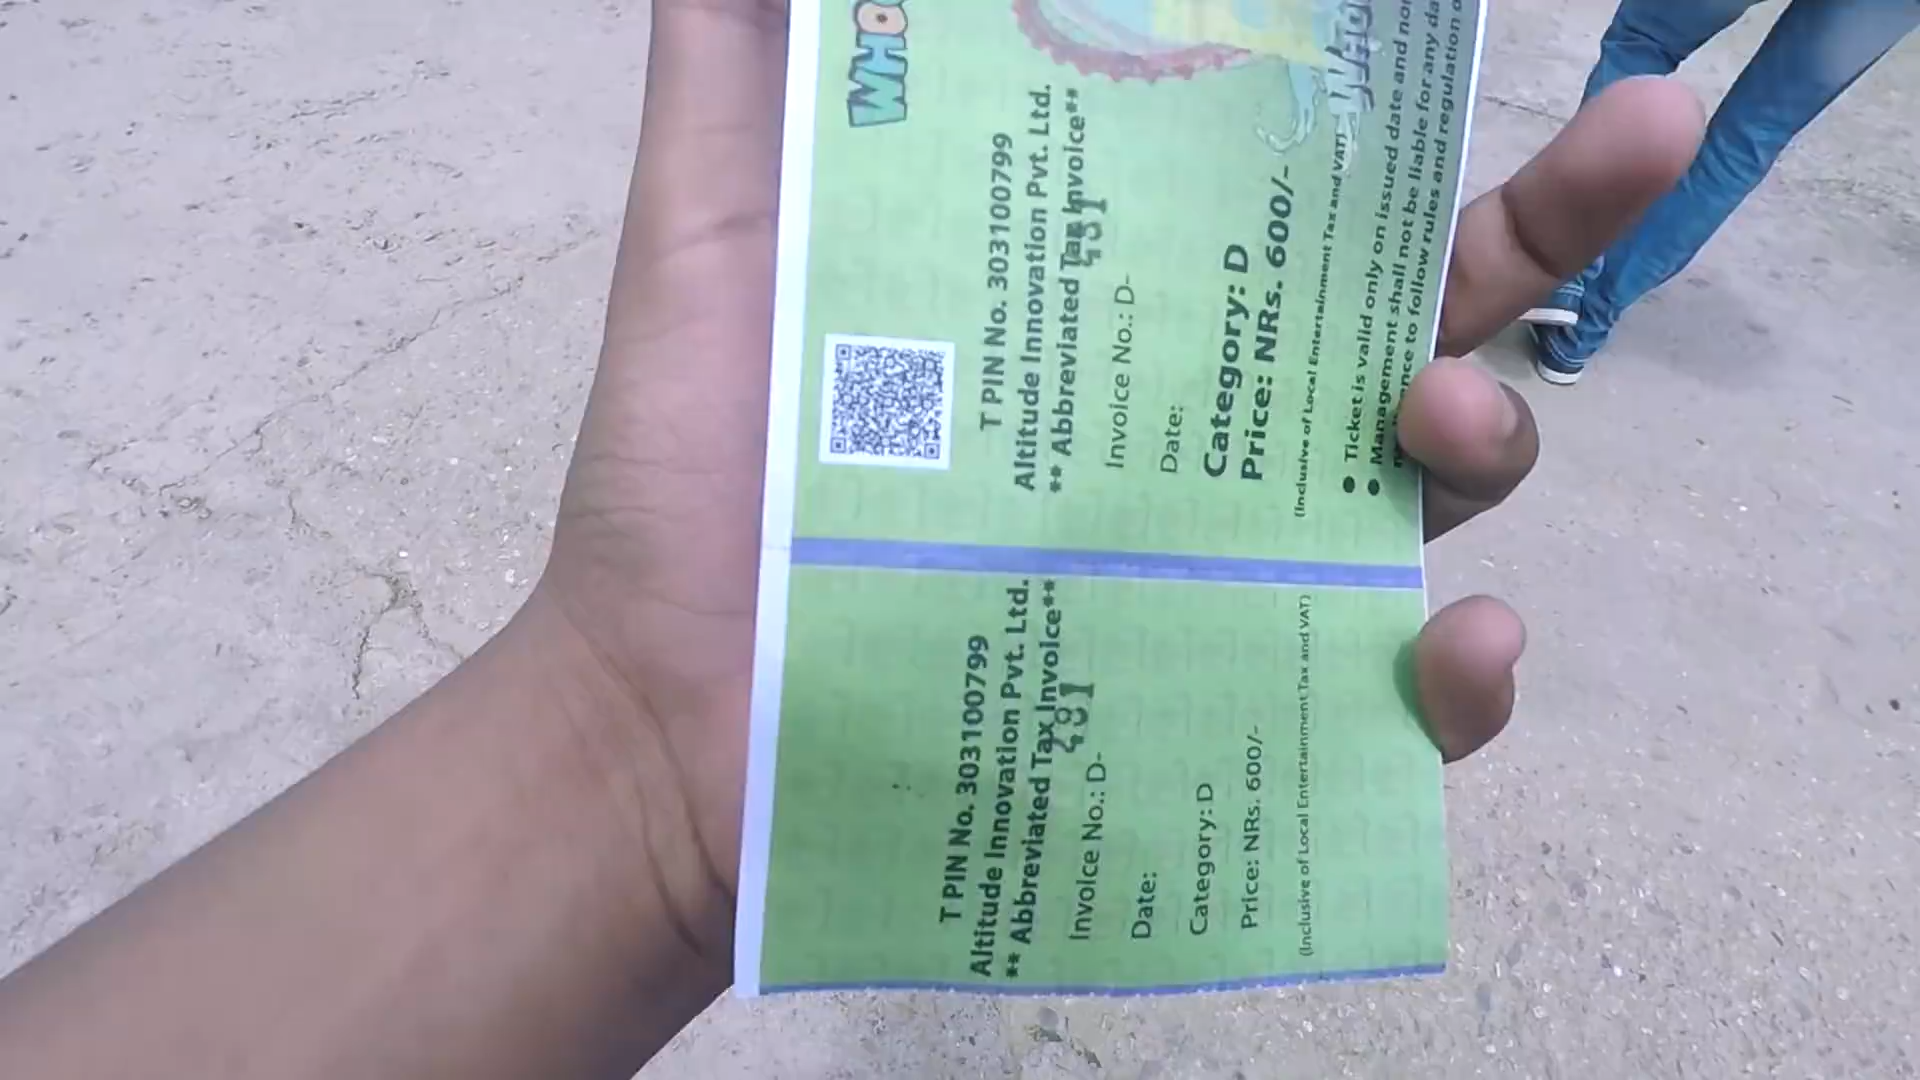 WHOO
T PIN No. 303100799
Altitude Innovation Pvt. Ltd.
** Abbreviated Tax Invoice**
Invoice No.: D-
Date:
Category: D
Price: NRs. 600/-
(Inclusive of Local Entertainment Tax and VAT)
● Ticket is valid only on issued date and
● Management shall not be liable for any
to follow rules and regulation
T PIN No. 303100799
Altitude Innovation Pvt. Ltd.
** Abbreviated Tax Invoice**
Invoice No.: D-
Date:
Category: D
Price: NRs. 600/-
(Inclusive of Local Entertainment Tax and VAT)